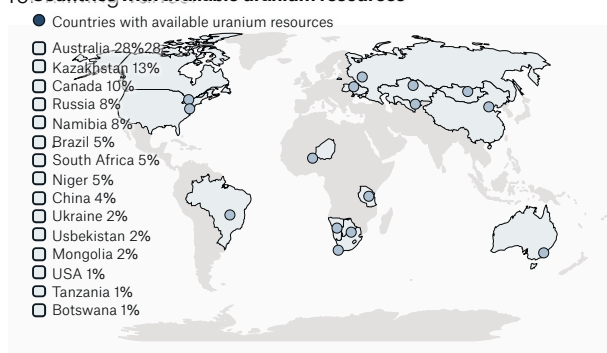 Countries with available uranium resources
Australia 28%28
Kazakhstan 13%
Canada 10%
Russia 8%
Namibia 8%
Brazil 5%
South Africa 5%
Niger 5%
China 4%
Ukraine 2%
Usbekistan 2%
Mongolia 2%
USA 1%
Tanzania 1%
Botswana 1%